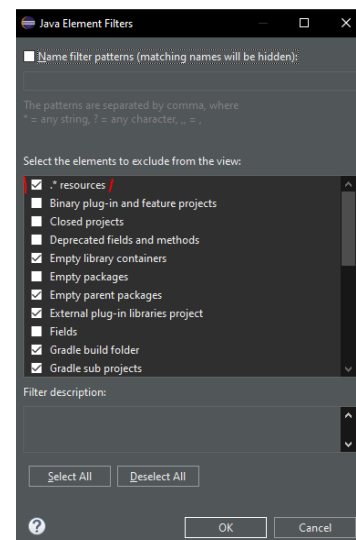 Java Element Filters
Name filter patterns (matching names will be hidden):
The patterns are separated by comma, where
* = any string, ? = any character, ,, = ,
Select the elements to exclude from the view:
.* resources
Binary plug-in and feature projects
Closed projects
Deprecated fields and methods
Empty library containers
Empty packages
Empty parent packages
External plug-in libraries project
Fields
Gradle build folder
Gradle sub projects
Filter description:
Select All Deselect All
? OK Cancel